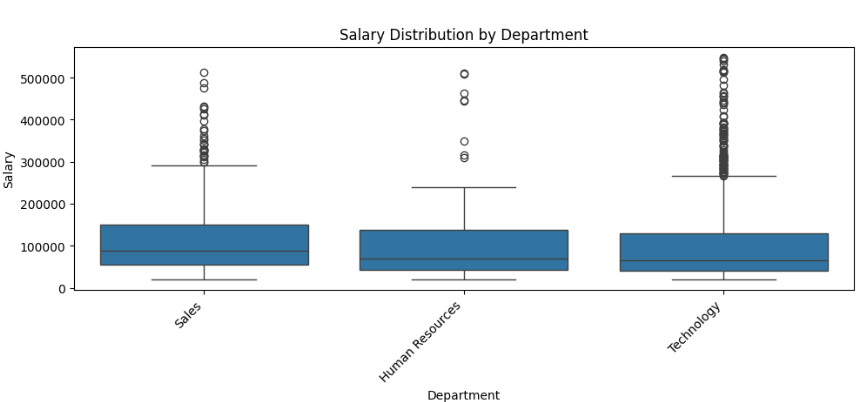 Salary Distribution by Department
Salary
500000
400000
300000
200000
100000
0
Sales
Human Resources
Technology
Department